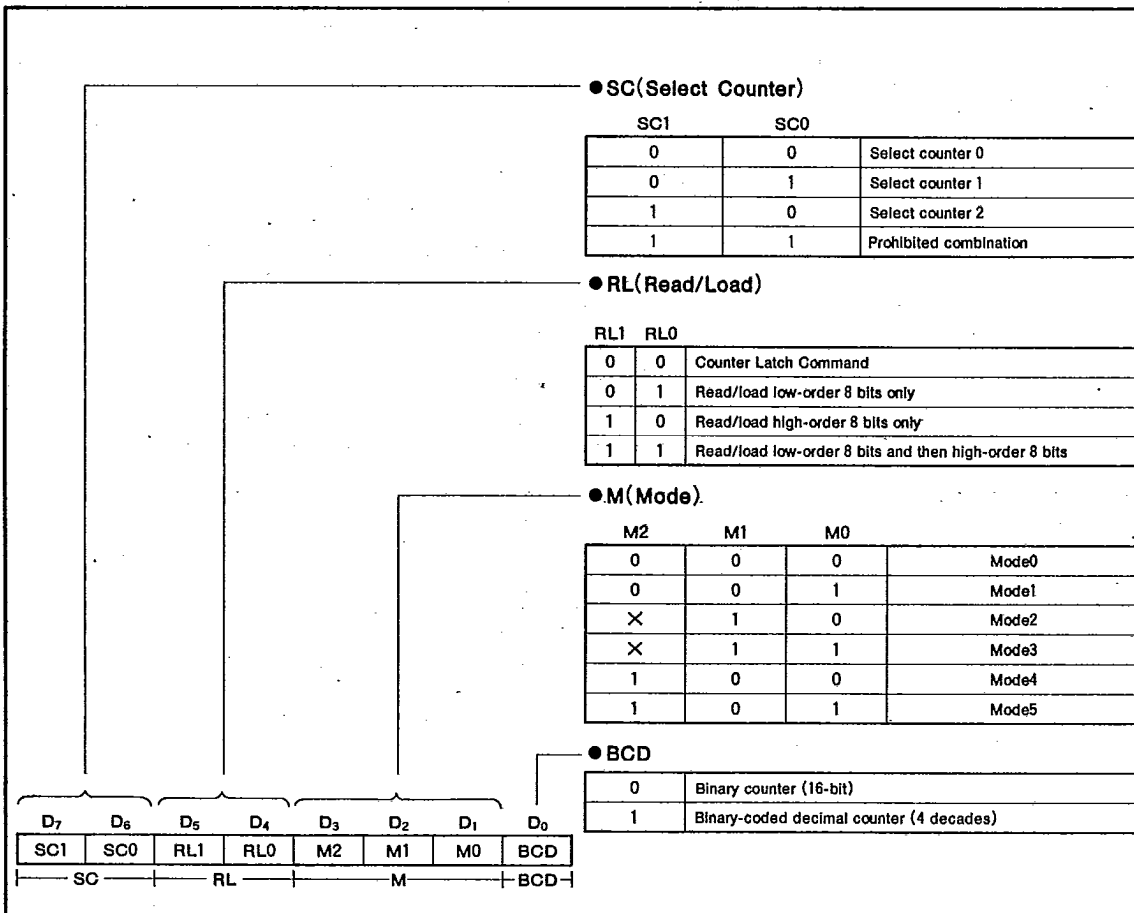 ●SC(Select Counter)
SC1 SC0
0 0 Select counter 0
0 1 Select counter 1
1 0 Select counter 2
1 1 Prohibited combination
●RL(Read/Load)
RL1 RL0
0 0 Counter Latch Command
0 1 Read/load low-order 8 bits only
1 0 Read/load high-order 8 bits only
1 1 Read/load low-order 8 bits and then high-order 8 bits
●M(Mode)
M2 M1 M0
0 0 0 Mode0
0 0 1 Mode1
× 1 0 Mode2
× 1 1 Mode3
1 0 0 Mode4
1 0 1 Mode5
●BCD
0 Binary counter (16-bit)
1 Binary-coded decimal counter (4 decades)
D7 D6 D5 D4 D3 D2 D1 D0
SC1 SC0 RL1 RL0 M2 M1 M0 BCD
SC RL M BCD